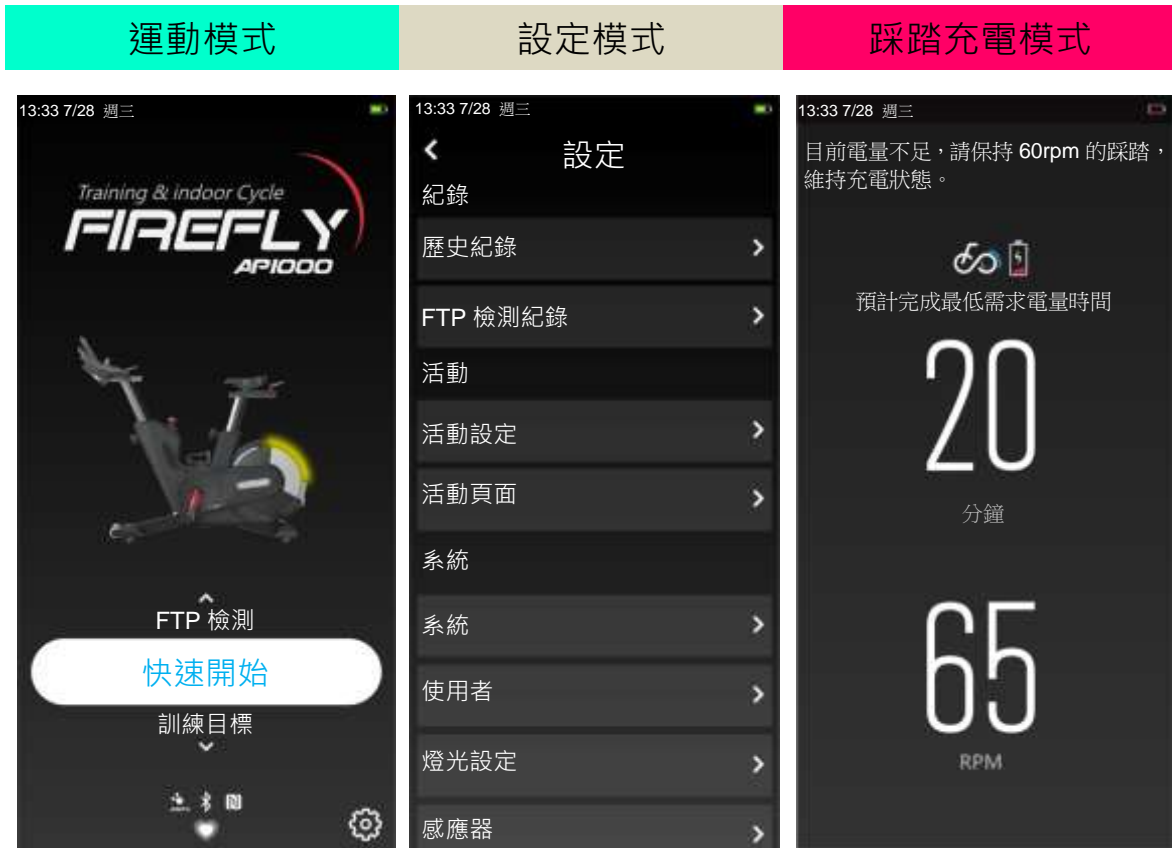 運動模式
設定模式
踩踏充電模式
13:33 7/28 週三
Training & indoor Cycle
FIREFLY
AP1000
FTP 檢測
快速開始
訓練目標
13:33 7/28 週三
設定
紀錄
歷史紀錄
FTP 檢測紀錄
活動
活動設定
活動頁面
系統
系統
使用者
燈光設定
感應器
13:33 7/28 週三
目前電量不足，請保持 60rpm 的踩踏，
維持充電狀態。
預計完成最低需求電量時間
20
分鐘
65
RPM